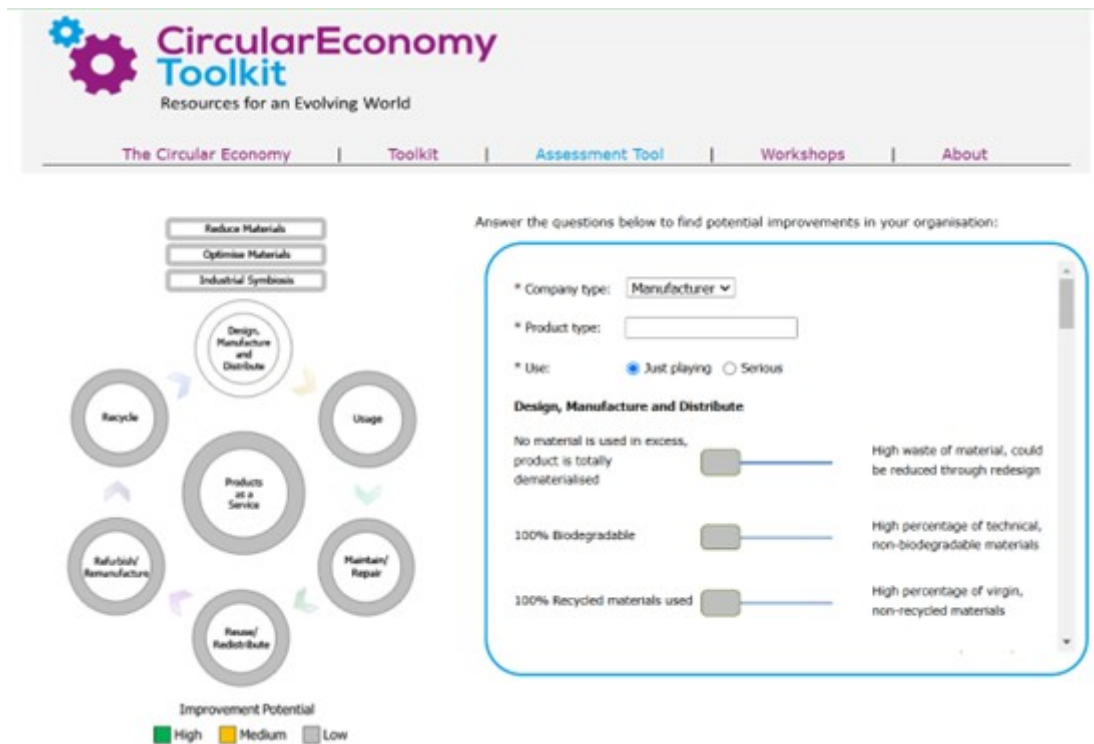 CircularEconomy
Toolkit
Resources for an Evolving World
The Circular Economy | Toolkit | Assessment Tool | Workshops | About
Reduce Materials
Optimise Materials
Industrial Symbiosis
Design,
Manufacture
and
Distribute
Recycle
Usage
Products
as a
Service
Refurbish/
Remanufacture
Maintain/
Repair
Reuse/
Redistribute
Improvement Potential
High Medium Low
Answer the questions below to find potential improvements in your organisation:
* Company type: Manufacturer
* Product type:
* Use: Just playing Serious
Design, Manufacture and Distribute
No material is used in excess,
product is totally
dematerialised
High waste of material, could
be reduced through redesign
100% Biodegradable
High percentage of technical,
non-biodegradable materials
100% Recycled materials used
High percentage of virgin,
non-recycled materials